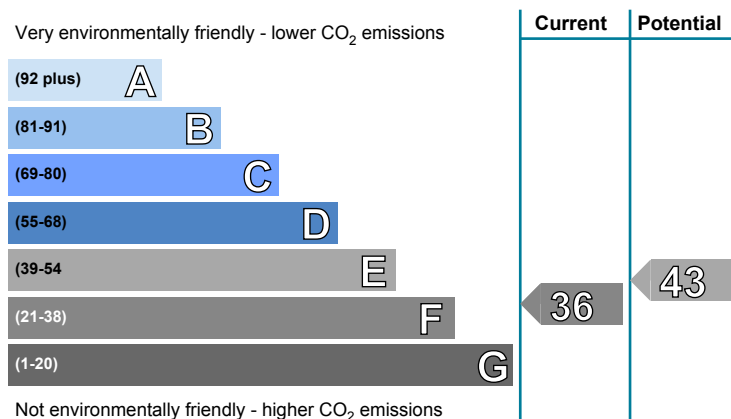 Current Potential
Very environmentally friendly - lower CO2 emissions
(92 plus) A
(81-91) B
(69-80) C
(55-68) D
(39-54 E
43
(21-38) F
36
(1-20) G
Not environmentally friendly - higher CO2 emissions